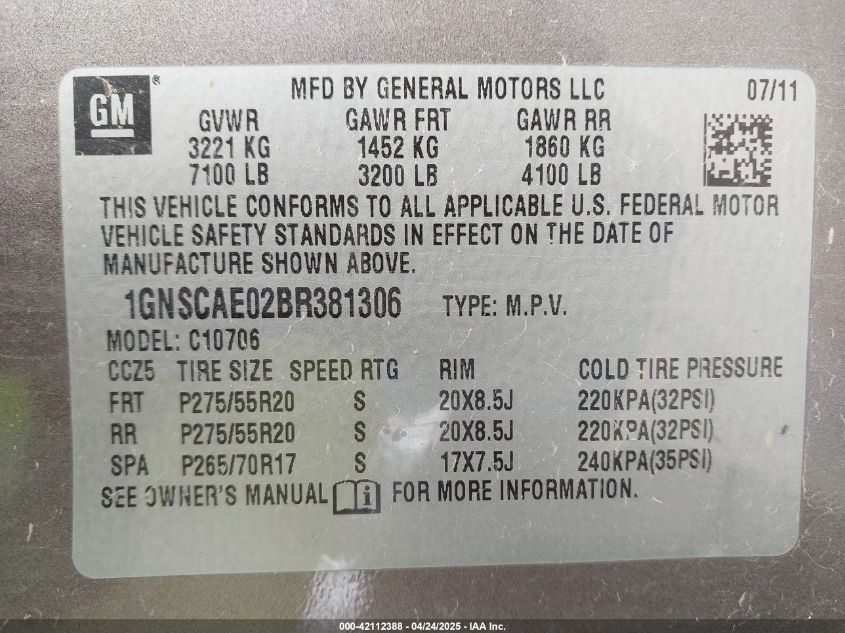 GM ® MFD BY GENERAL MOTORS LLC 07/11
GVWR GAWR FRT GAWR RR
3221 KG 1452 KG 1860 KG
7100 LB 3200 LB 4100 LB
THIS VEHICLE CONFORMS TO ALL APPLICABLE U.S. FEDERAL MOTOR
VEHICLE SAFETY STANDARDS IN EFFECT ON THE DATE OF
MANUFACTURE SHOWN ABOVE.
1GNSCAE02BR381306 TYPE: M.P.V.
MODEL: C10706
CCZ5 TIRE SIZE SPEED RTG RIM COLD TIRE PRESSURE
FRT P275/55R20 S 20X8.5J 220KPA(32PSI)
RR P275/55R20 S 20X8.5J 220KPA(32PSI)
SPA P265/70R17 S 17X7.5J 240KPA(35PSI)
SEE OWNER'S MANUAL i FOR MORE INFORMATION.
000-42112388 - 04/24/2025 - IAA Inc.